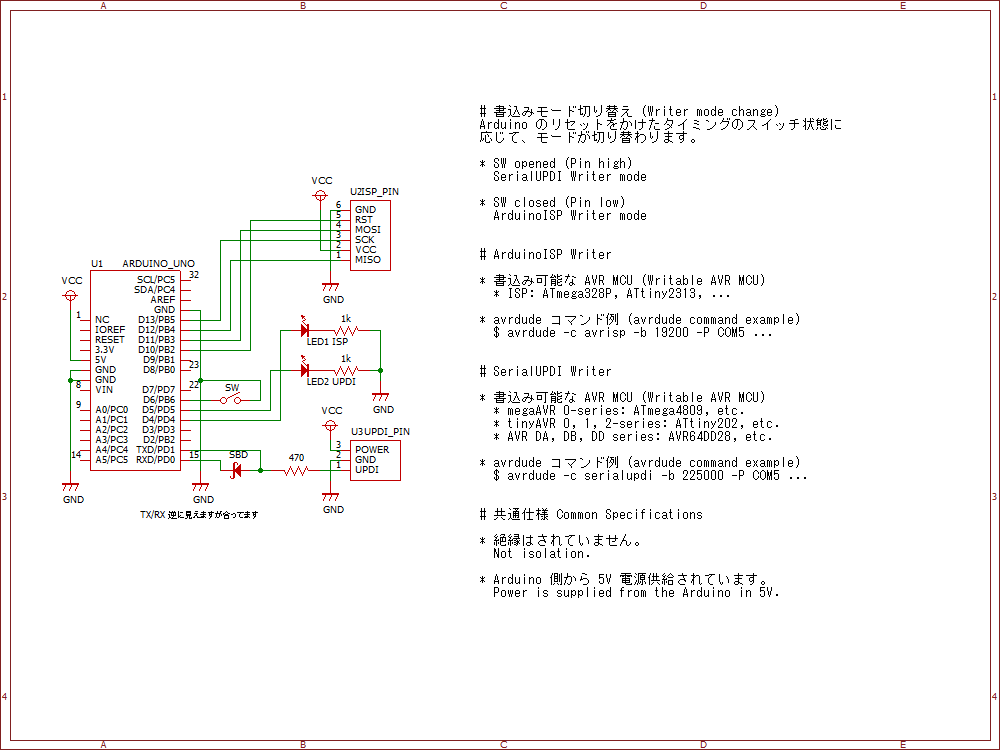 A B C D E
1 1
# 書込みモード切り替え (Writer mode change)
Arduino のリセットをかけたタイミングのスイッチ状態に
応じて、モードが切り替わります。
* SW opened (Pin high)
SerialUPDI Writer mode
* SW closed (Pin low)
ArduinoISP Writer mode
# ArduinoISP Writer
* 書込み可能な AVR MCU (Writable AVR MCU)
* ISP: ATmega328P, ATtiny2313, ...
* avrdude コマンド例 (avrdude command example)
$ avrdude -c avrisp -b 19200 -P COM5 ...
# SerialUPDI Writer
* 書込み可能な AVR MCU (Writable AVR MCU)
* megaAVR 0-series: ATmega4809, etc.
* tinyAVR 0, 1, 2-series: ATtiny202, etc.
* AVR DA, DB, DD series: AVR64DD28, etc.
* avrdude コマンド例 (avrdude command example)
$ avrdude -c serialupdi -b 225000 -P COM5 ...
# 共通仕様 Common Specifications
* 絶縁はされていません。
Not isolation.
* Arduino 側から 5V 電源供給されています。
Power is supplied from the Arduino in 5V.
VCC
U2ISP_PIN
6 GND
5 RST
4 MOSI
3 SCK
2 VCC
1 MISO
GND
U1 ARDUINO_UNO
VCC
SCL/PC5 32
SDA/PC4
AREF
GND
1 NC D13/PB5
IOREF D12/PB4
RESET D11/PB3
3.3V D10/PB2
5V D9/PB1
GND D8/PB0 23
GND
8 VIN D7/PD7 22
D6/PB6
9 A0/PC0 D5/PD5
A1/PC1 D4/PD4
A2/PC2 D3/PD3
A3/PC3 D2/PB2
A4/PC4 TXD/PD1
14 A5/PC5 RXD/PD0 15
GND
GND
SW
1k
LED1 ISP
1k
LED2 UPDI
GND
VCC
U3UPDI_PIN
3 POWER
2 GND
1 UPDI
GND
SBD
470
TX/RX 逆に見えますが合ってます
2 2
3 3
4 4
A B C D E